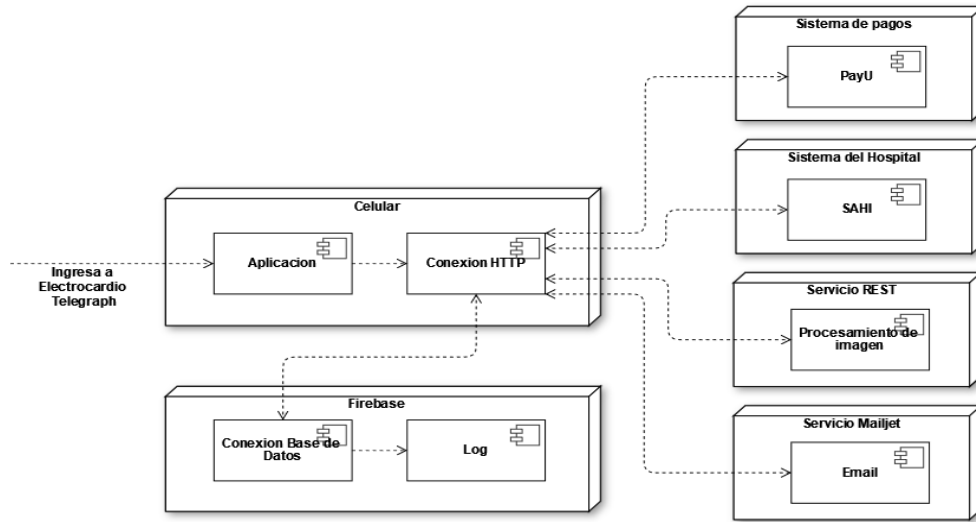 Sistema de pagos
PayU
Sistema del Hospital
SAHI
Celular
Aplicacion
Conexion HTTP
Ingresa a
Electrocardio
Telegraph
Servicio REST
Procesamiento de
imagen
Firebase
Conexion Base de
Datos
Log
Servicio Mailjet
Email